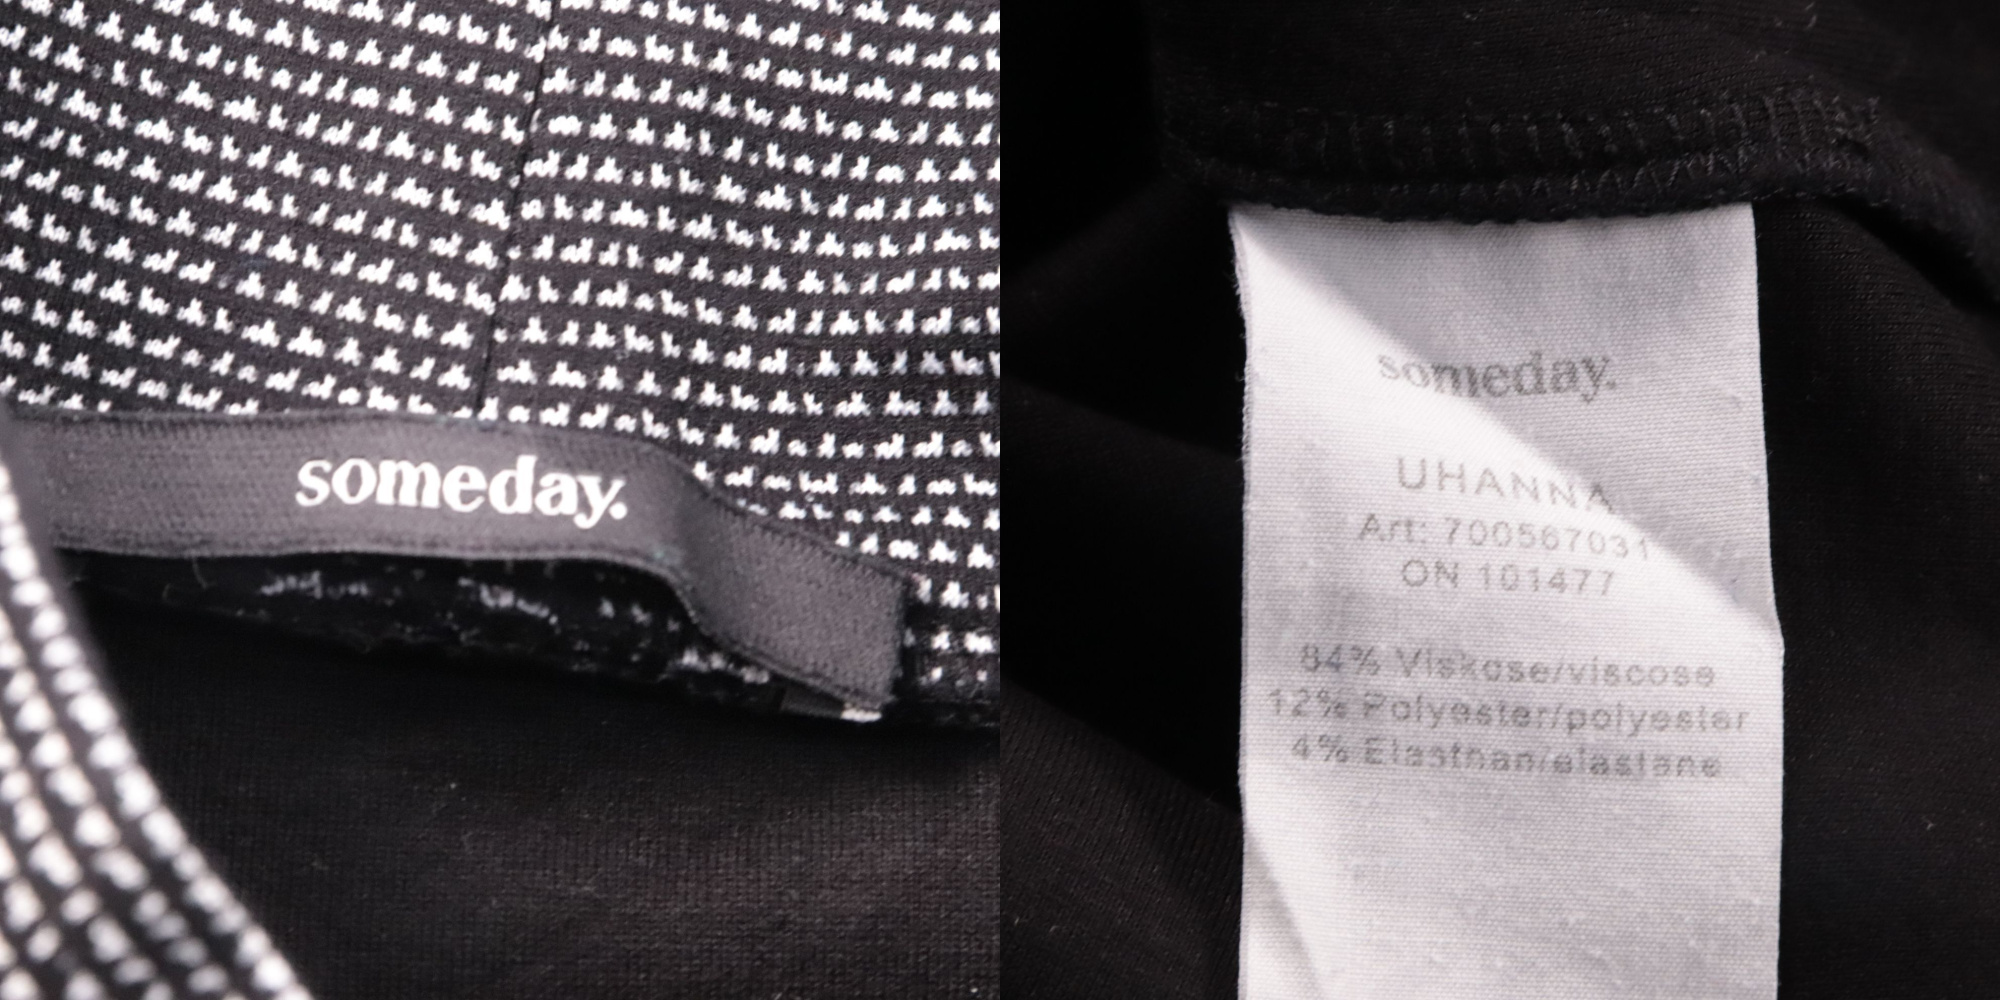 someday.
someday.
UHANNA
Art: 700567031
ON 101477
84% Viskose/viscose
12% Polyester/polyester
4% Elasthan/elastane